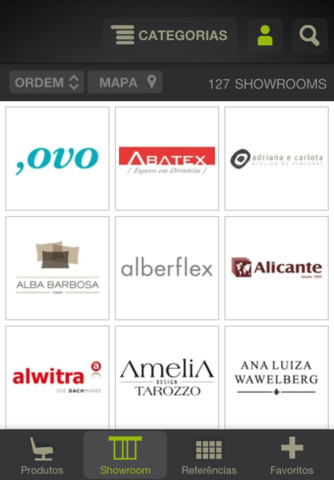 CATEGORIAS
ORDEM
MAPA
127 SHOWROOMS
,ovo
ABATEX
[ Experts em Divisórias ]
adriana e carlota
ATELIER DE PINTURAS
ALBA BARBOSA
CASA
alberflex
Alicante
desde 1985
alwitra
a
DIE DACHMARKE
AmeliA
DESIGN
TAROZZO
ANA LUIZA
WAWELBERG
Produtos
Showroom
Referências
Favoritos